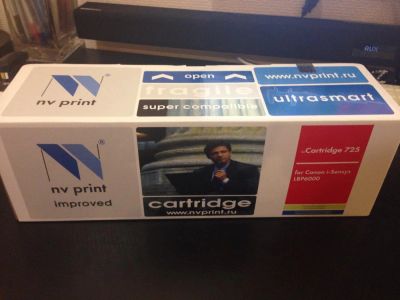 AUX
nv print
open
fragile
super compatible
www.nvprint.ru
ultrasmart
nv print
improved
cartridge
www.nvprint.ru
Cartridge 725
for Canon i-Sensys
LBP6000